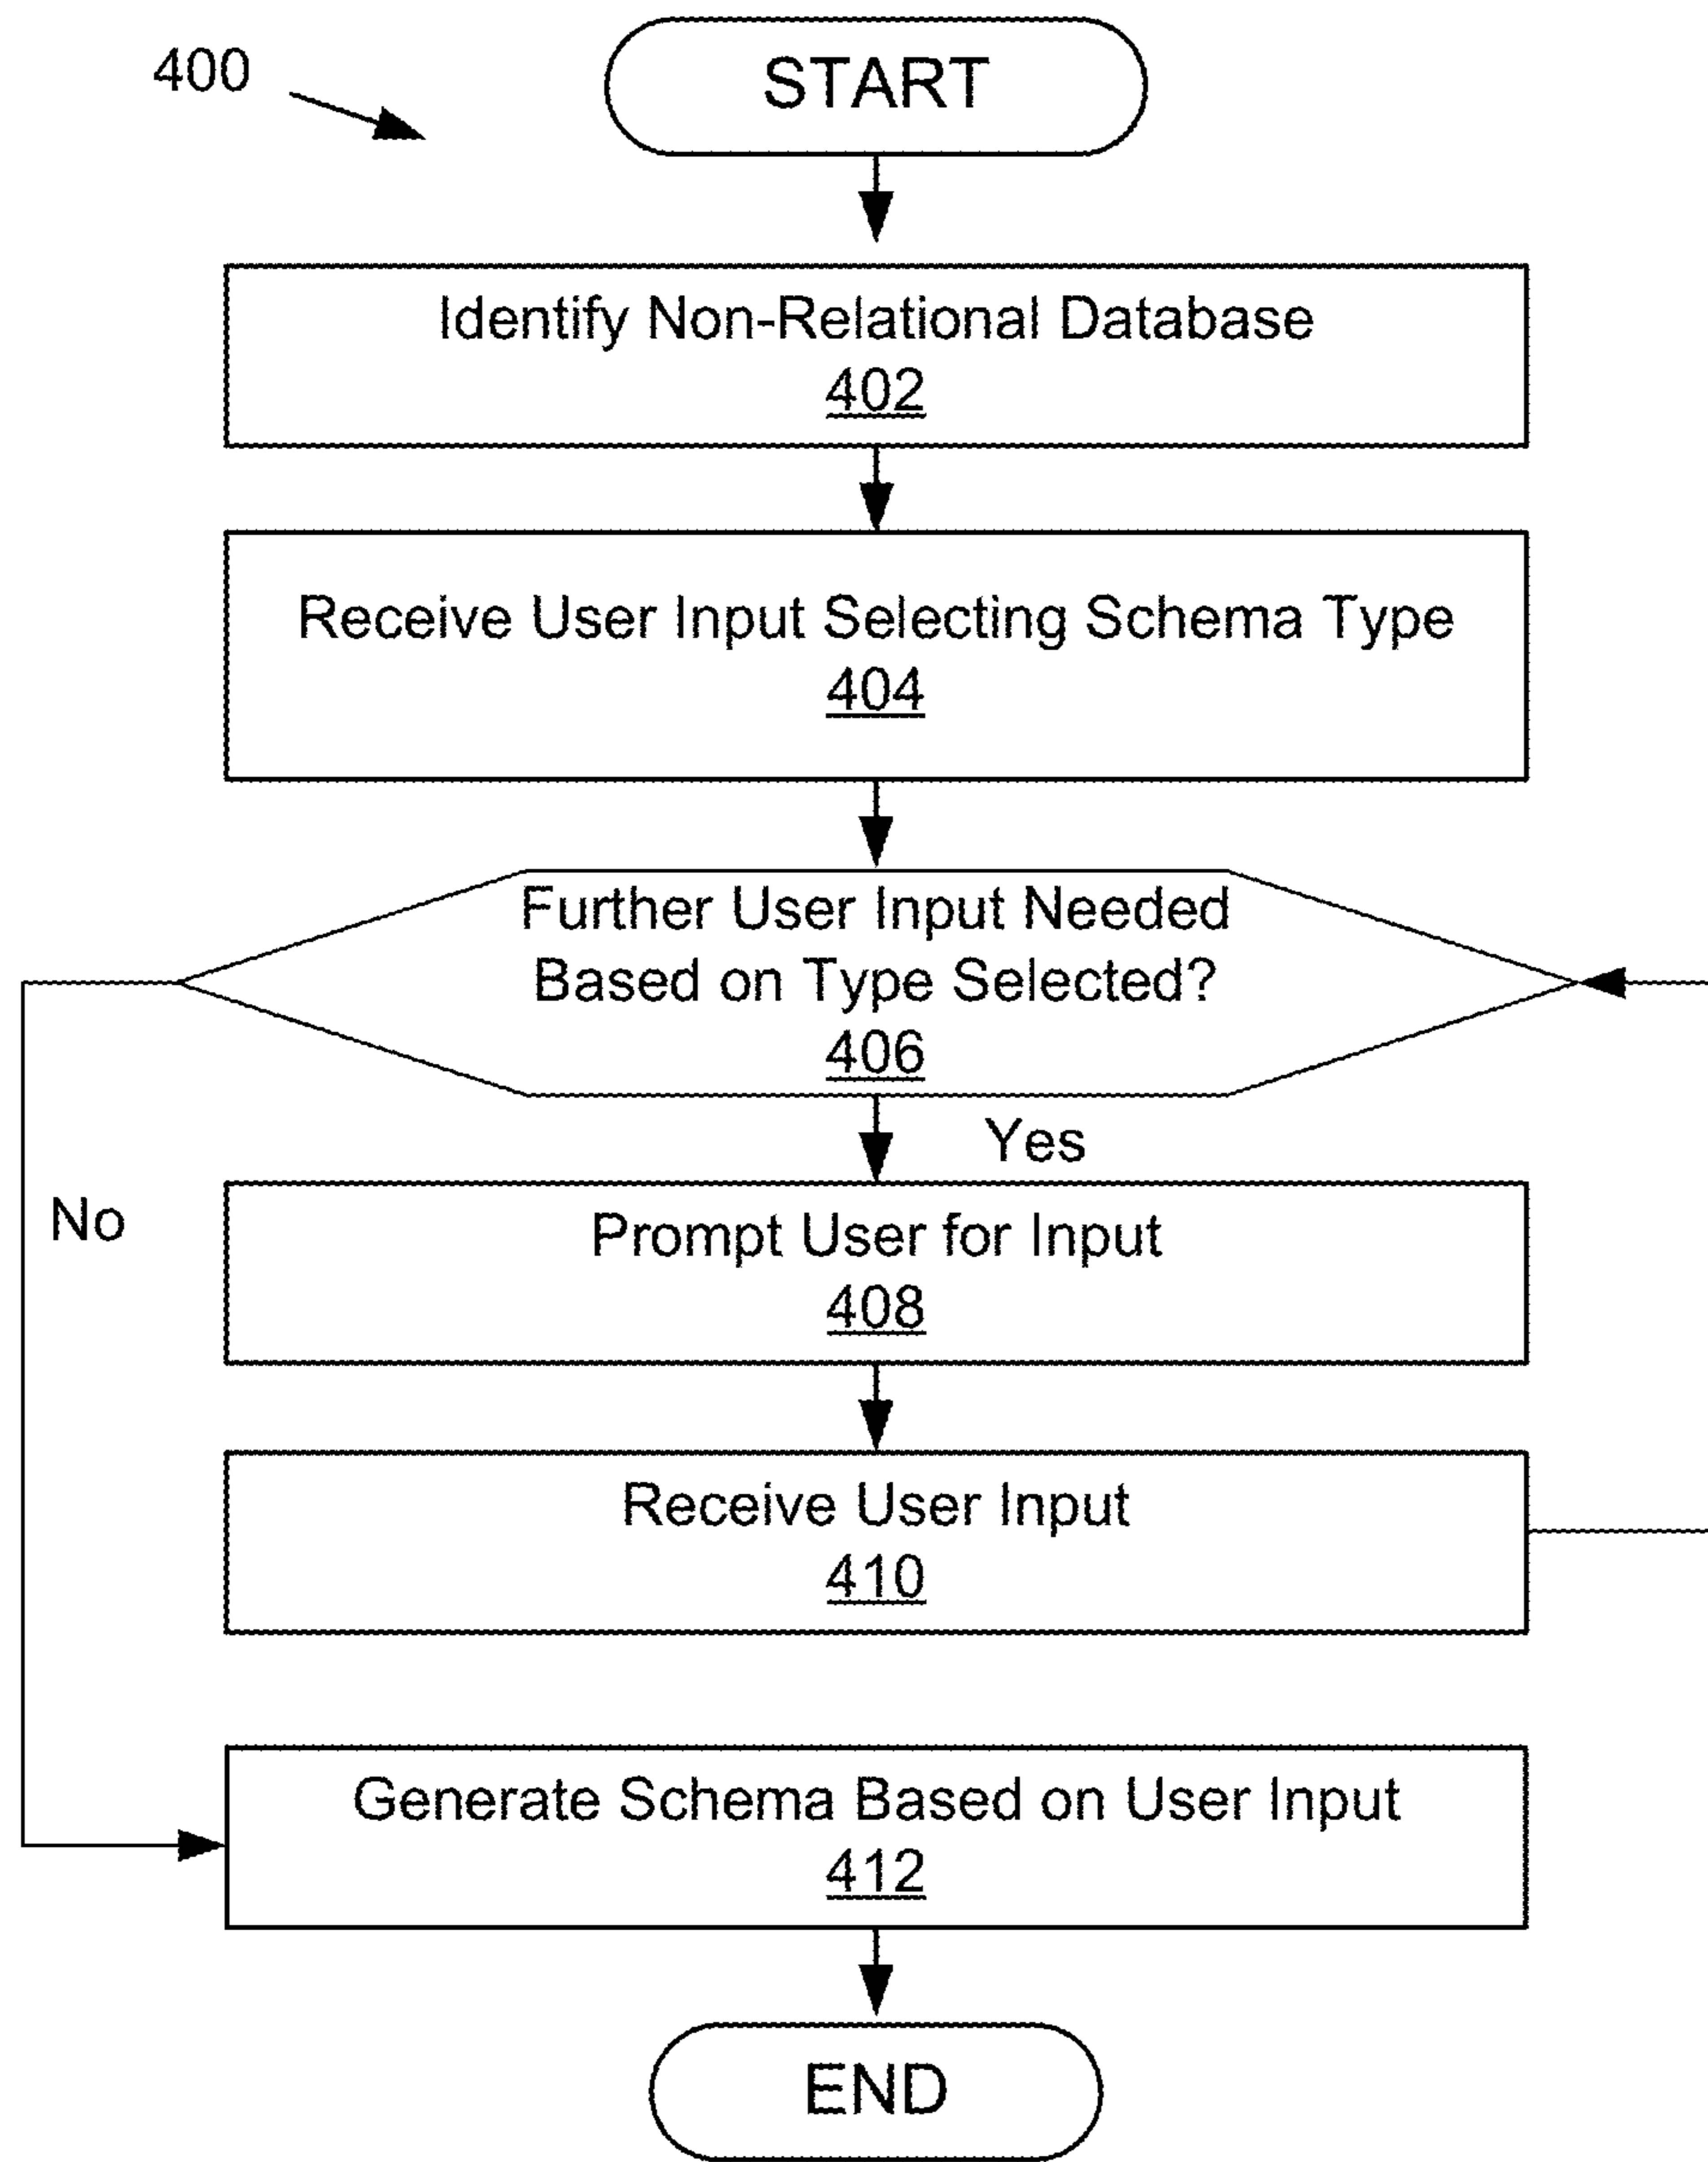 400
START
Identify Non-Relational Database
402
Receive User Input Selecting Schema Type
404
Further User Input Needed
Based on Type Selected?
406
Yes
No
Prompt User for Input
408
Receive User Input
410
Generate Schema Based on User Input
412
END